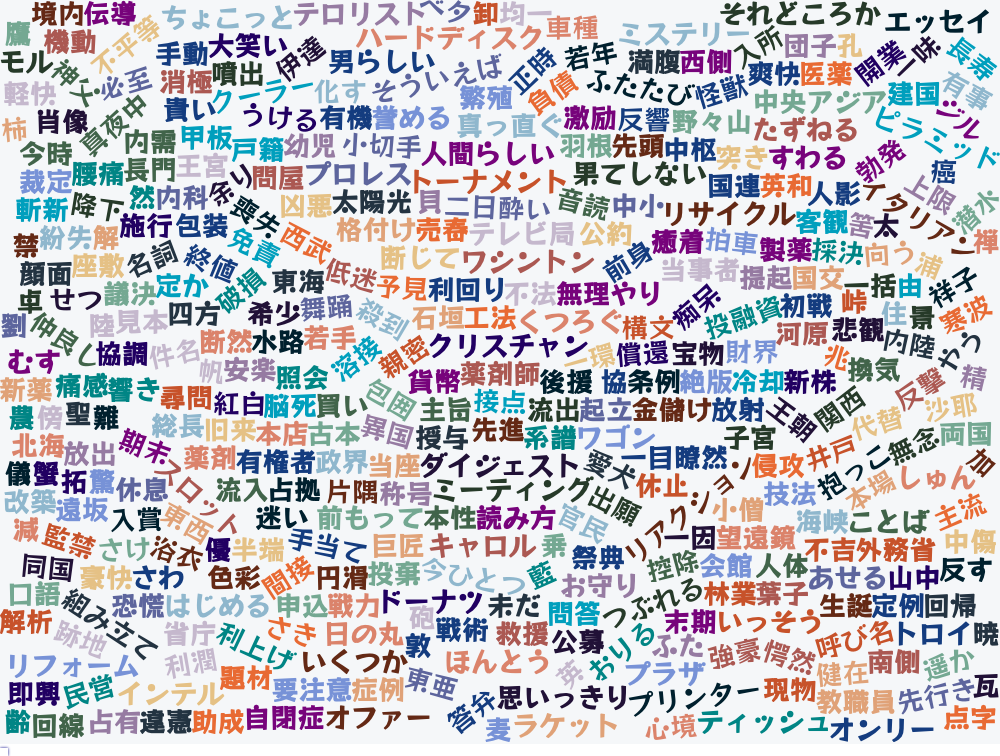 境内 伝導 ちょこっと テロリスト ベタ 卸 均一 それどころか エッセイ
鷹 機動 不平等 手動 大笑い ハードディスク 車種 ミステリー 入所 団子 孔 開業 一味 長寿
モル 神父 必至 消極 噴出 伊達 男らしい そういえば 正時 若年 満腹 西側 爽快 医薬 有事
軽快 真夜中 貴い クーラー 化す 繁殖 負債 ふたたび 怪獣 中央アジア 建国 ジル
柿 肖像 内需 甲板 うける 有機 誉める 真っ直ぐ 激励 反響 野々山 たずねる ピラミッド
今時 腰痛 長門 王宮 戸籍 幼児 小切手 人間らしい 羽根 先頭 中枢 突き すわる 勃発 癌
裁定 然 内科 余り 問屋 プロレス トーナメント 果てしない 国連 英和 人影 イタリアン 上限 潜水
斬新 降下 施行 包装 喪失 凶悪 太陽光 貝 二日酔い 音読 中小 リサイクル 客観 筈 太
禁 紛失 解 免責 西武 格付け 売春 テレビ局 公約 癒着 拍車 製薬 採決 向う 浦 禅
顔面 座敷 名詞 終値 破損 東海 低迷 断じて ワシントン 前身 当事者 提起 国交 一括 由 祥子
卓 せつ 議決 定か 希少 舞踊 予見 利回り 不法 無理やり 痴呆 投融資 初戦 峠 住 景 寒波
劉 仲良し 陸見本 四方 殺到 石垣 工法 くつろぐ 構文 河原 悲観 内陸 やう
むす 協調 件名 断然 水路 若手 溶接 親密 クリスチャン 一環 償還 宝物 財界 兆 換気
新薬 痛感 響き 帆 安楽 照会 貨幣 薬剤師 後援 協 条例 絶版 冷却 新株 反撃 精
農 傍 聖 難 尋問 紅白 脳死 買い 包囲 主旨 接点 流出 起立 金儲け 放射 王朝 関西 代替 沙耶
北海 放出 期末 総長 旧来 本店 古本 異国 授与 先進 系譜 ワゴン 子宮 井戸 抱っこ 無念 両国
儀 蟹 拓 驚 休息 スロット 薬剤 有権者 政界 当座 ダイジェスト 愛犬 一目瞭然 侵攻 本場 しゅん 吉
改築 遠坂 入賞 東西 流入 占拠 片隅 称号 ミーティング 出願 休止 リアクション 技法 小僧 海峡 ことば 主流
減 監禁 さけ 浴衣 優 迷い 前もって 本性 読み方 官民 一因 望遠鏡 不吉 外務省 中傷
同国 豪快 さわ 色彩 半端 手当て 巨匠 キャロル 乗 祭典 控除 会館 人体 あせる 山中 反す
口語 組み立て 恐慌 はじめる 間接 円滑 投棄 今ひとつ 藍 お守り つぶれる 林業 葉子 生誕 定例 回帰
解析 跡地 省庁 利上げ 申込 戦力 ドーナツ 未だ 問答 末期 いっそう 呼び名 トロイ 暁
リフォーム 利潤 さき 日の丸 敦 砲 戦術 救援 公募 おりる ふた 強豪 愕然 南側 遥か
即興 民営 インテル 題材 いくつか 要注意 症例 東亜 ほんとう 英 プラザ 健在 教職員 先行き 瓦
齢 回線 占有 違憲 助成 自閉症 オファー 答弁 思いっきり プリンター 現物 点字
麦 ラケット 心境 ティッシュ オンリー